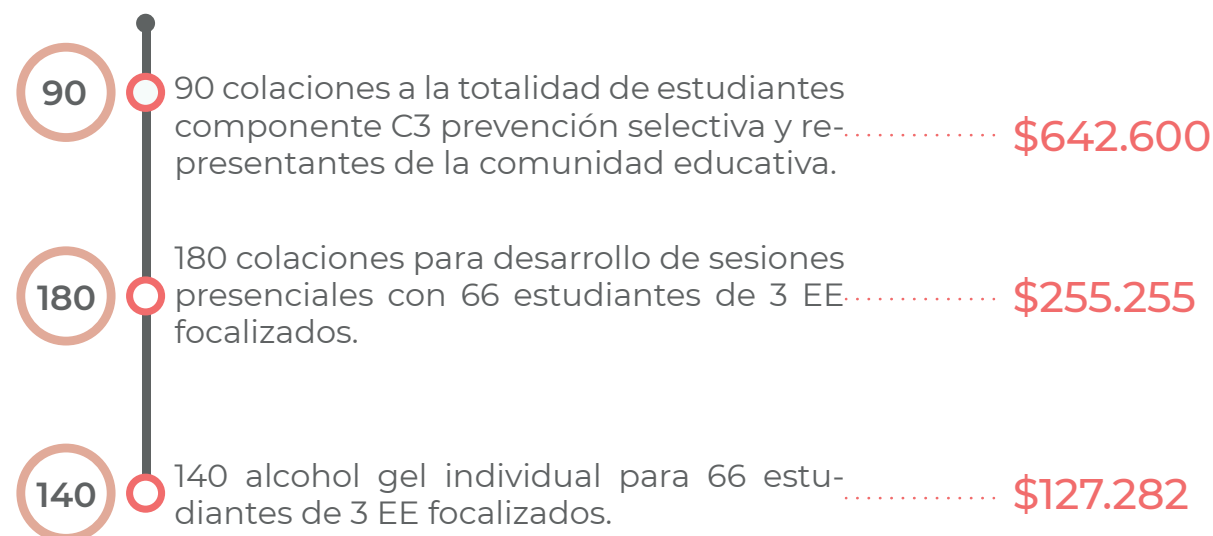 90
90 colaciones a la totalidad de estudiantes
componente C3 prevención selectiva y re-
presentantes de la comunidad educativa.
$642.600
180
180 colaciones para desarrollo de sesiones
presenciales con 66 estudiantes de 3 EE
focalizados.
$255.255
140
140 alcohol gel individual para 66 estu-
diantes de 3 EE focalizados.
$127.282